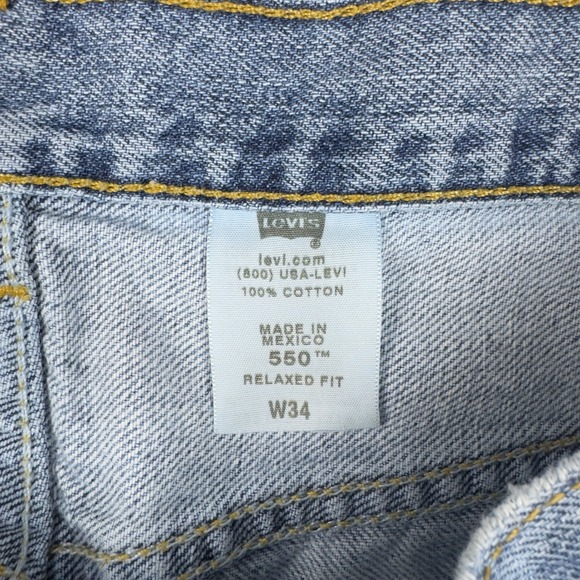 LEVI'S
®
levi.com
(800) USA-LEVI
100% COTTON
MADE IN
MEXICO
550™
RELAXED FIT
W34